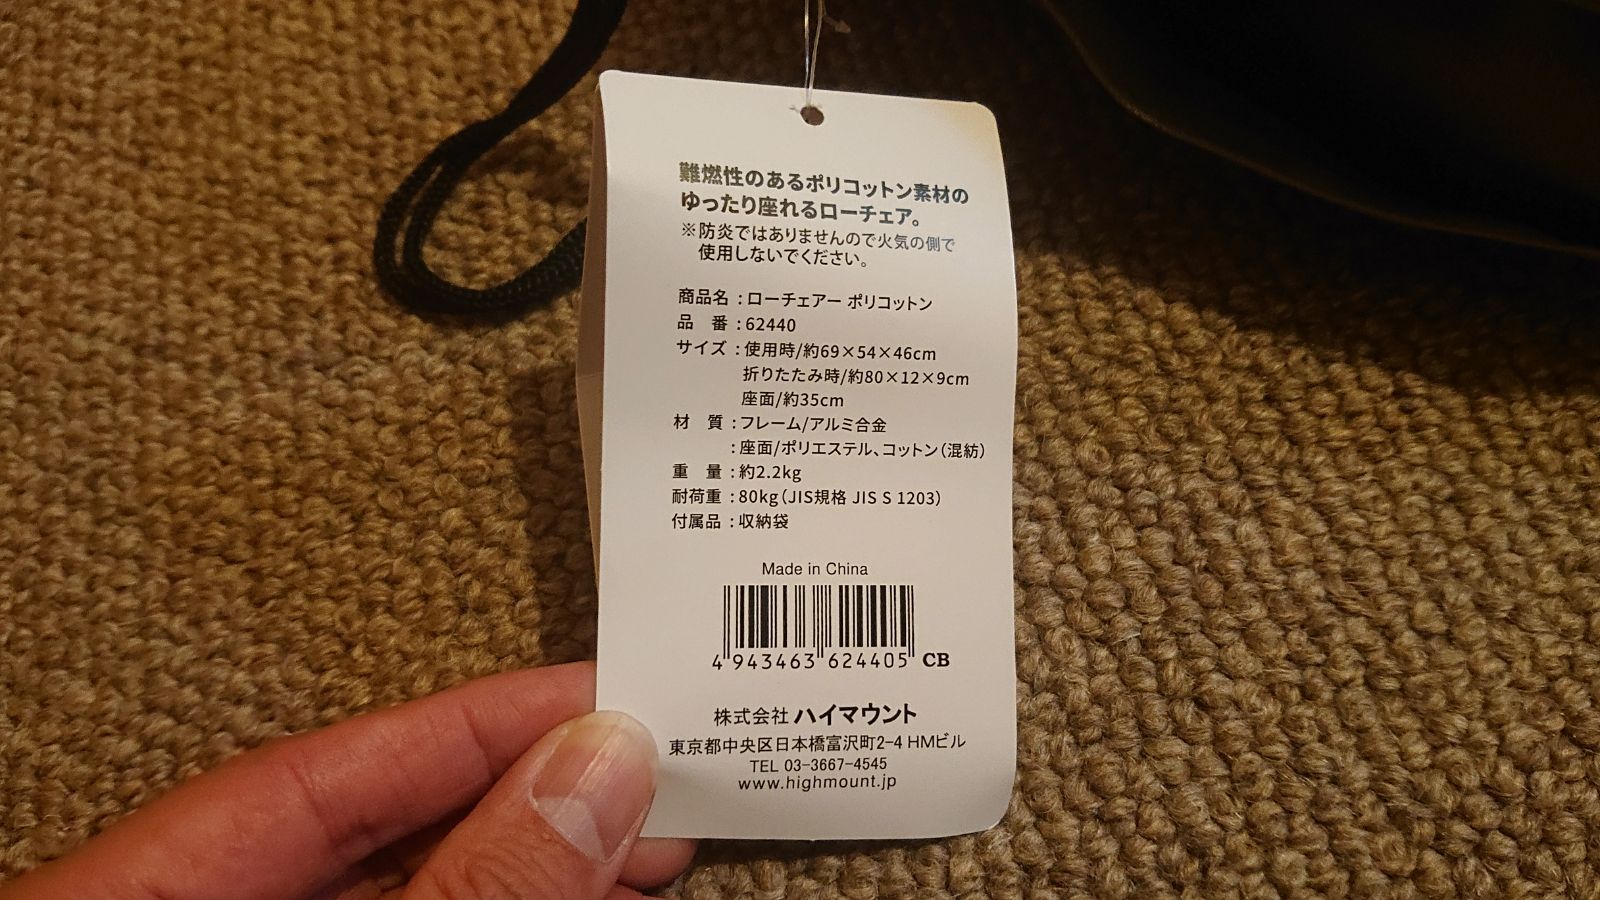 難燃性のあるポリコットン素材の
ゆったり座れるローチェア。
※防炎ではありませんので火気の側で
使用しないでください。
商品名：ローチェアー ポリコットン
品　番：62440
サイズ：使用時/約69×54×46cm
折りたたみ時/約80×12×9cm
座面/約35cm
材　質：フレーム/アルミ合金
：座面/ポリエステル、コットン（混紡）
重　量：約2.2kg
耐荷重：80kg（JIS規格 JIS S 1203）
付属品：収納袋
Made in China
4 943463 624405 CB
株式会社 ハイマウント
東京都中央区日本橋富沢町2-4 HMビル
TEL 03-3667-4545
www.highmount.jp